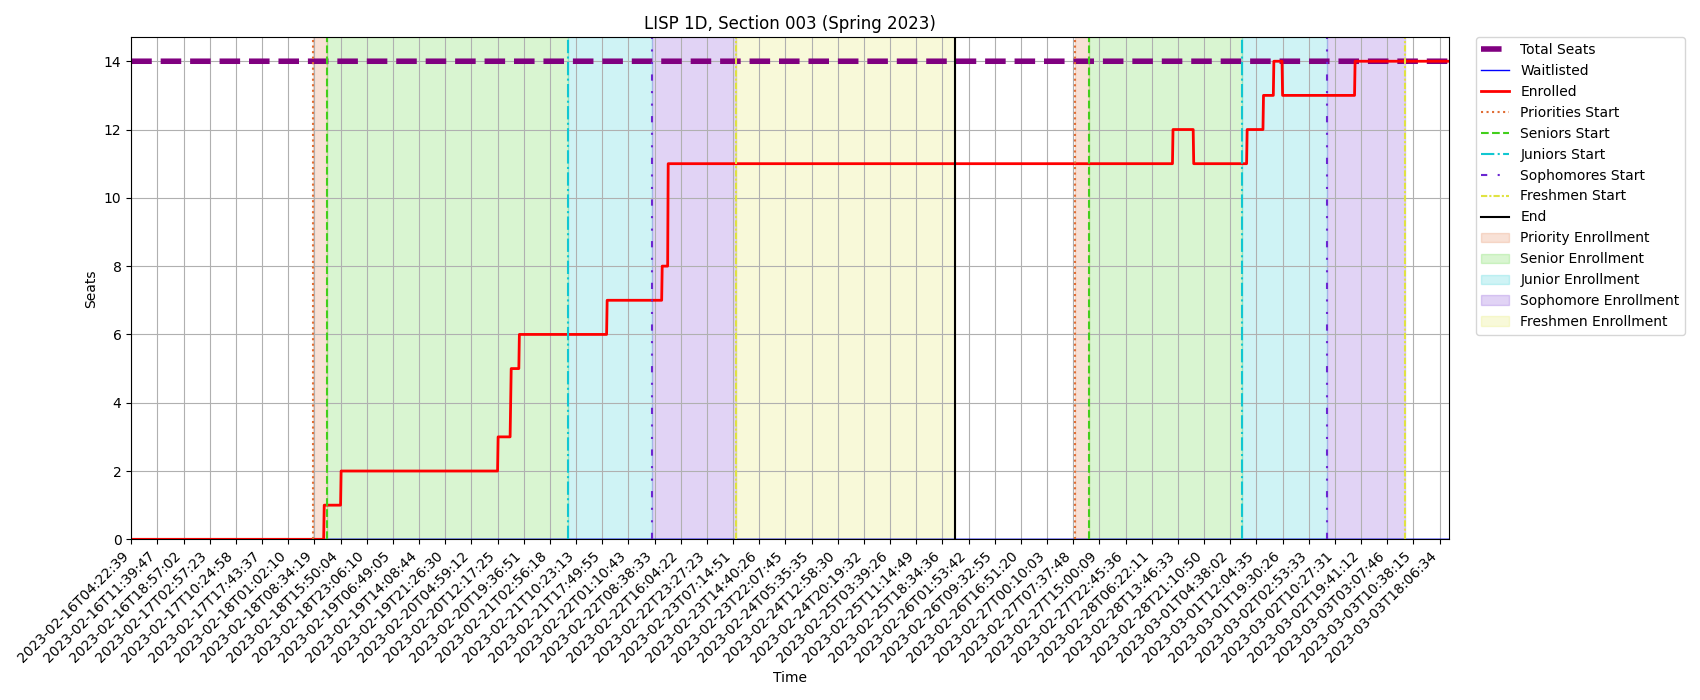 LISP 1D, Section 003 (Spring 2023)
Seats
14
12
10
8
6
4
2
0
2023-02-16T04:22:39
2023-02-16T11:39:47
2023-02-16T18:57:02
2023-02-17T02:57:23
2023-02-17T10:24:58
2023-02-17T17:43:37
2023-02-18T01:02:10
2023-02-18T08:34:19
2023-02-18T15:50:04
2023-02-18T23:06:10
2023-02-19T06:49:05
2023-02-19T14:08:44
2023-02-19T21:26:30
2023-02-20T04:59:12
2023-02-20T12:17:25
2023-02-20T19:36:51
2023-02-21T02:56:18
2023-02-21T10:23:13
2023-02-21T17:49:55
2023-02-22T01:10:43
2023-02-22T08:38:33
2023-02-22T16:04:22
2023-02-22T23:27:23
2023-02-23T07:14:51
2023-02-23T14:40:26
2023-02-23T22:07:45
2023-02-24T05:35:35
2023-02-24T12:58:30
2023-02-24T20:19:32
2023-02-25T03:39:26
2023-02-25T11:14:49
2023-02-25T18:34:36
2023-02-26T01:53:42
2023-02-26T09:32:55
2023-02-26T16:51:20
2023-02-27T00:10:03
2023-02-27T07:37:48
2023-02-27T15:00:09
2023-02-27T22:45:36
2023-02-28T06:22:11
2023-02-28T13:46:33
2023-02-28T21:10:50
2023-03-01T04:38:02
2023-03-01T12:04:35
2023-03-01T19:30:26
2023-03-02T02:53:33
2023-03-02T10:27:31
2023-03-02T19:41:12
2023-03-03T03:07:46
2023-03-03T10:38:15
2023-03-03T18:06:34
Time
Total Seats
Waitlisted
Enrolled
Priorities Start
Seniors Start
Juniors Start
Sophomores Start
Freshmen Start
End
Priority Enrollment
Senior Enrollment
Junior Enrollment
Sophomore Enrollment
Freshmen Enrollment